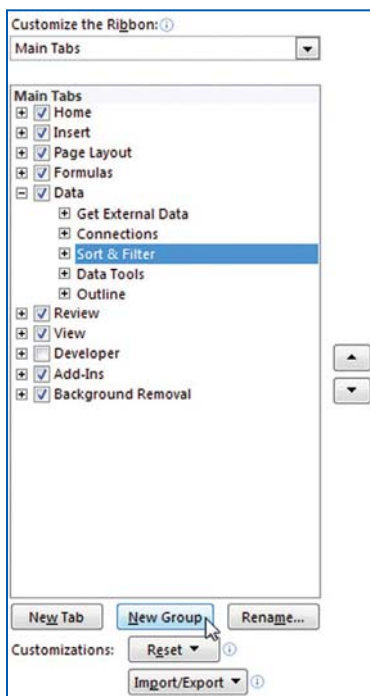 Customize the Ribbon:
Main Tabs
Main Tabs
Home
Insert
Page Layout
Formulas
Data
Get External Data
Connections
Sort & Filter
Data Tools
Outline
Review
View
Developer
Add-Ins
Background Removal
New Tab New Group Rename...
Customizations: Reset
Import/Export